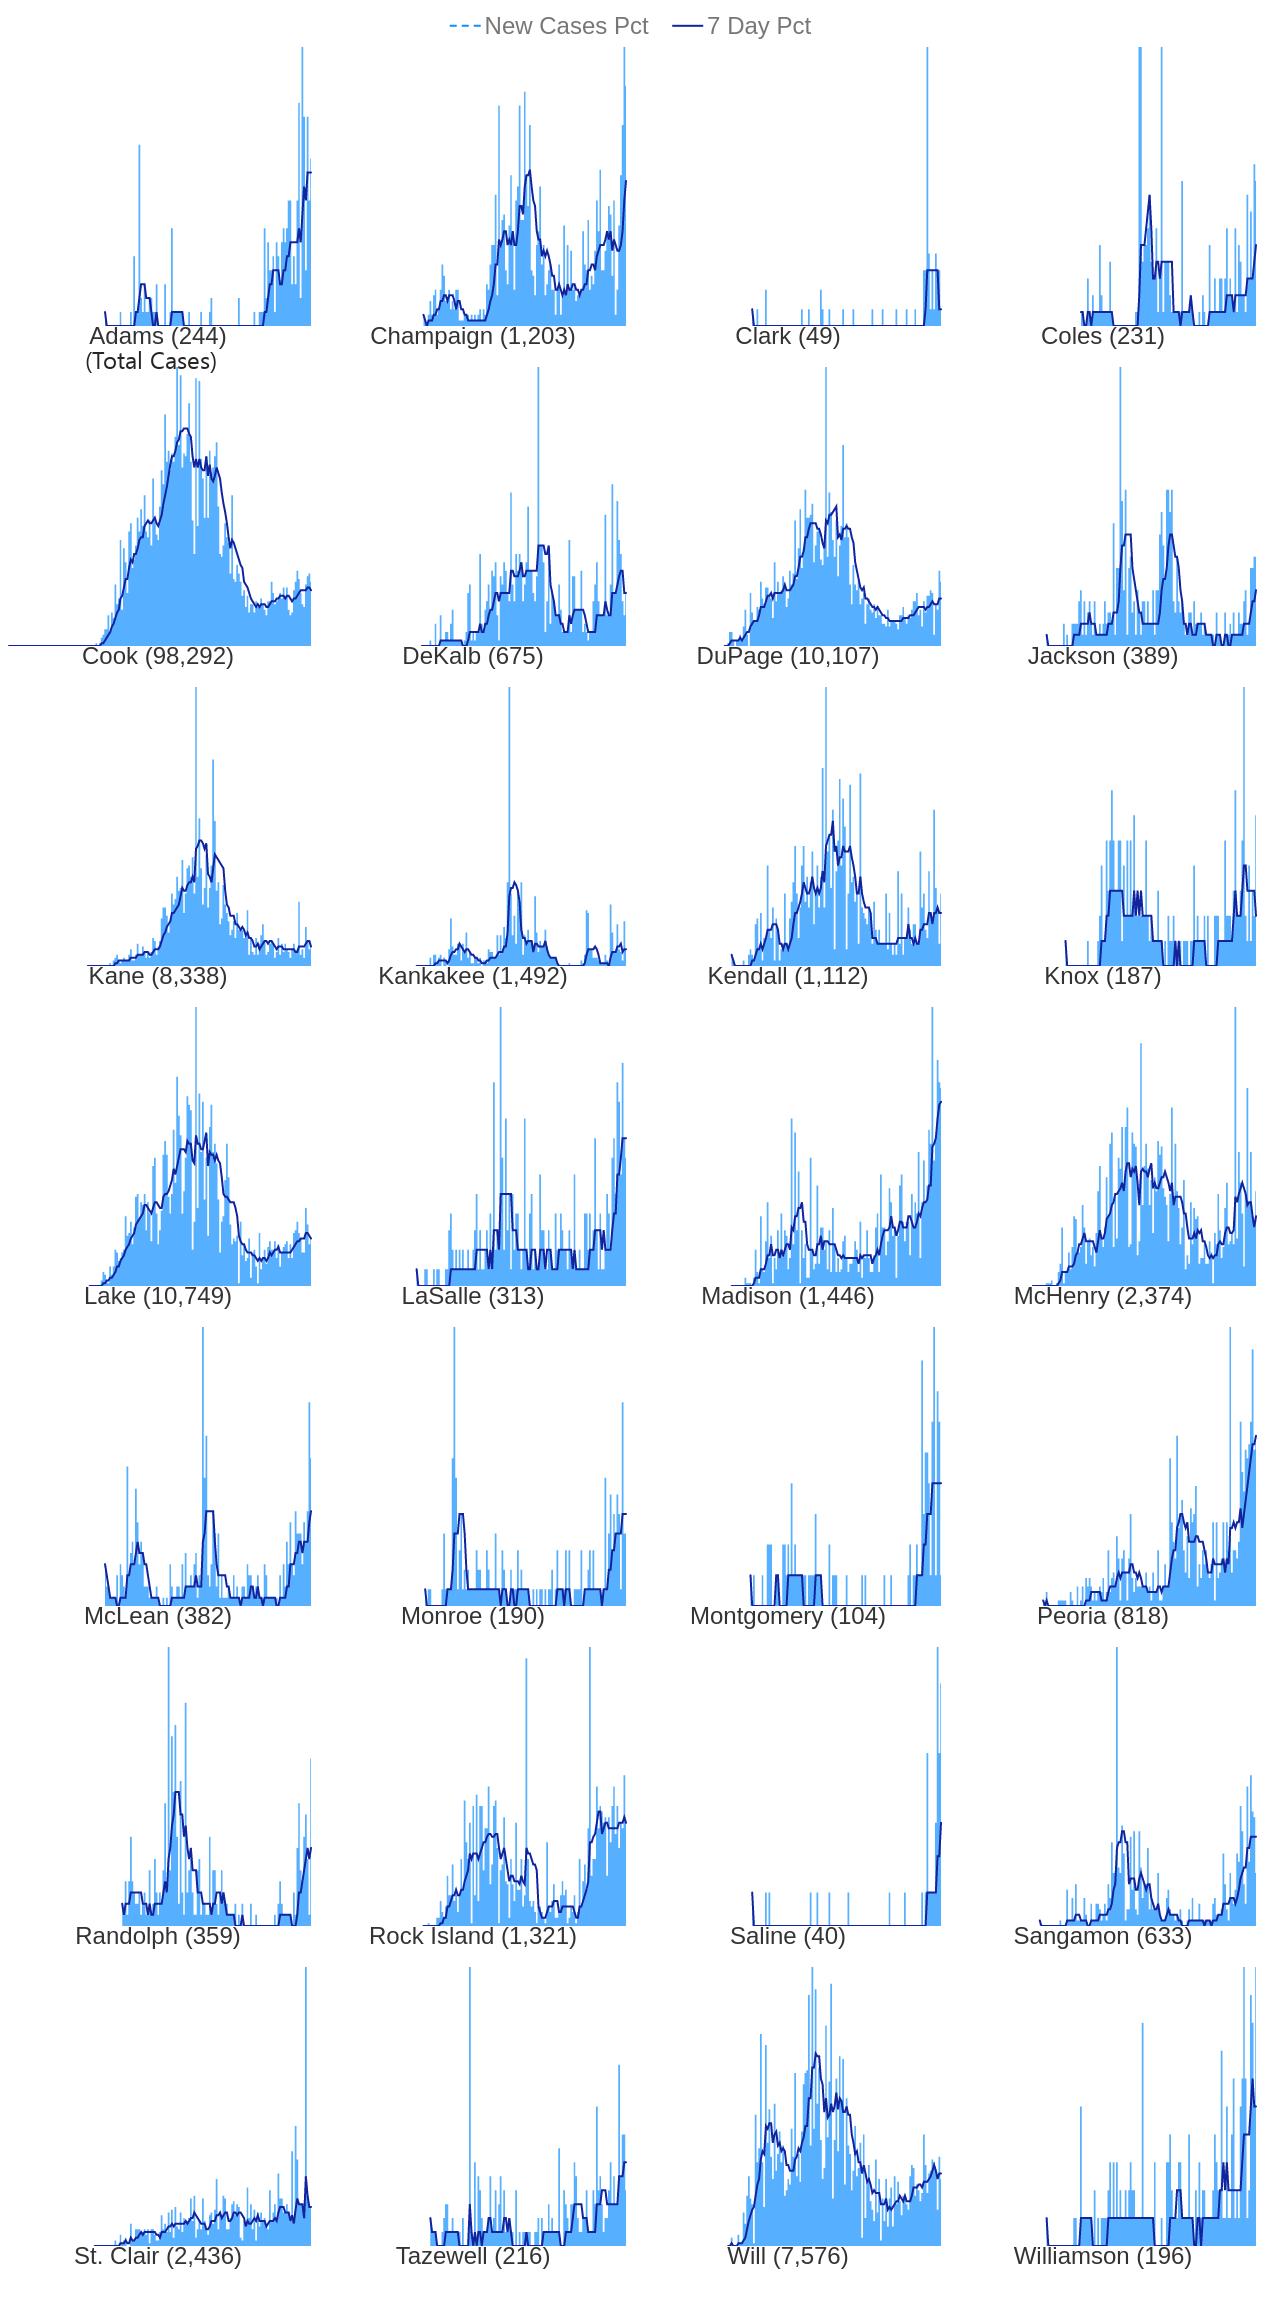 New Cases Pct 7 Day Pct
Adams (244) Champaign (1,203) Clark (49) Coles (231)
(Total Cases)
Cook (98,292) DeKalb (675) DuPage (10,107) Jackson (389)
Kane (8,338) Kankakee (1,492) Kendall (1,112) Knox (187)
Lake (10,749) LaSalle (313) Madison (1,446) McHenry (2,374)
McLean (382) Monroe (190) Montgomery (104) Peoria (818)
Randolph (359) Rock Island (1,321) Saline (40) Sangamon (633)
St. Clair (2,436) Tazewell (216) Will (7,576) Williamson (196)